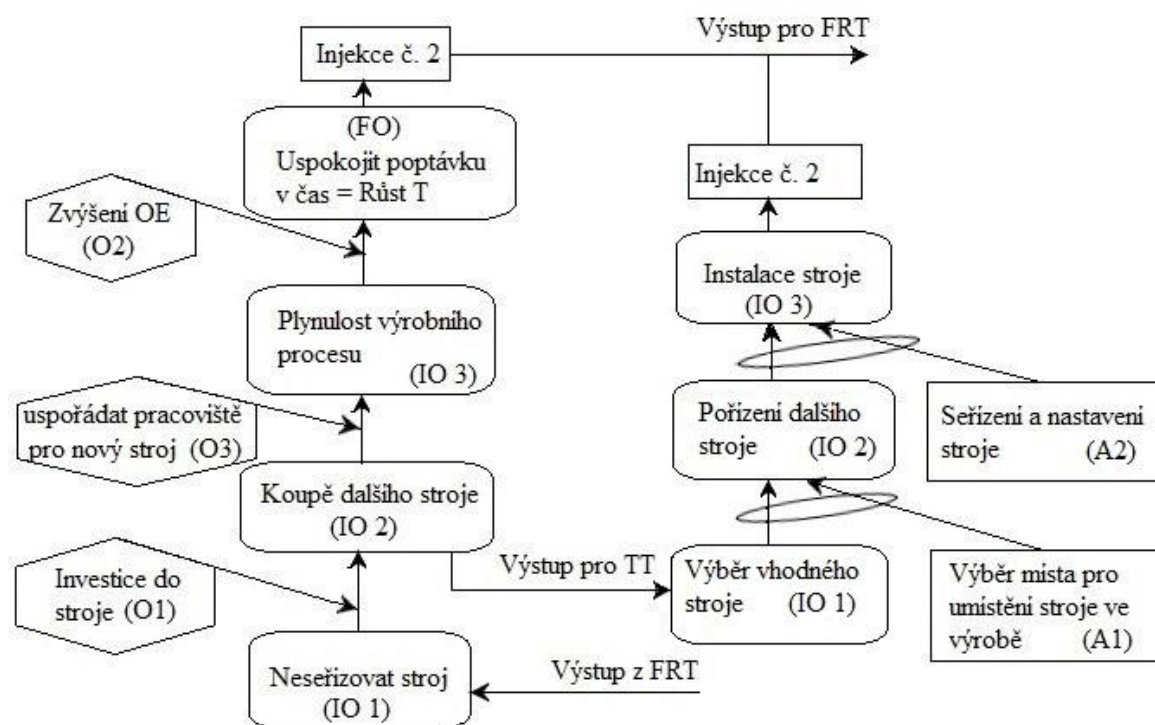 Výstup pro FRT
Injekce č. 2
(FO)
Uspokojit poptávku
v čas = Růst T
Zvýšení OE
(O2)
Plynulost výrobního
procesu
(IO 3)
uspořádat pracoviště
pro nový stroj (O3)
Koupě dalšího stroje
(IO 2)
Investice do
stroje (O1)
Neseřizovat stroj
(IO 1)
Výstup z FRT
Výstup pro TT
Injekce č. 2
Instalace stroje
(IO 3)
Pořízení dalšího
stroje (IO 2)
Seřízeni a nastaveni
stroje (A2)
Výběr vhodného
stroje (IO 1)
Výběr mista pro
umístění stroje ve
výrobě (A1)